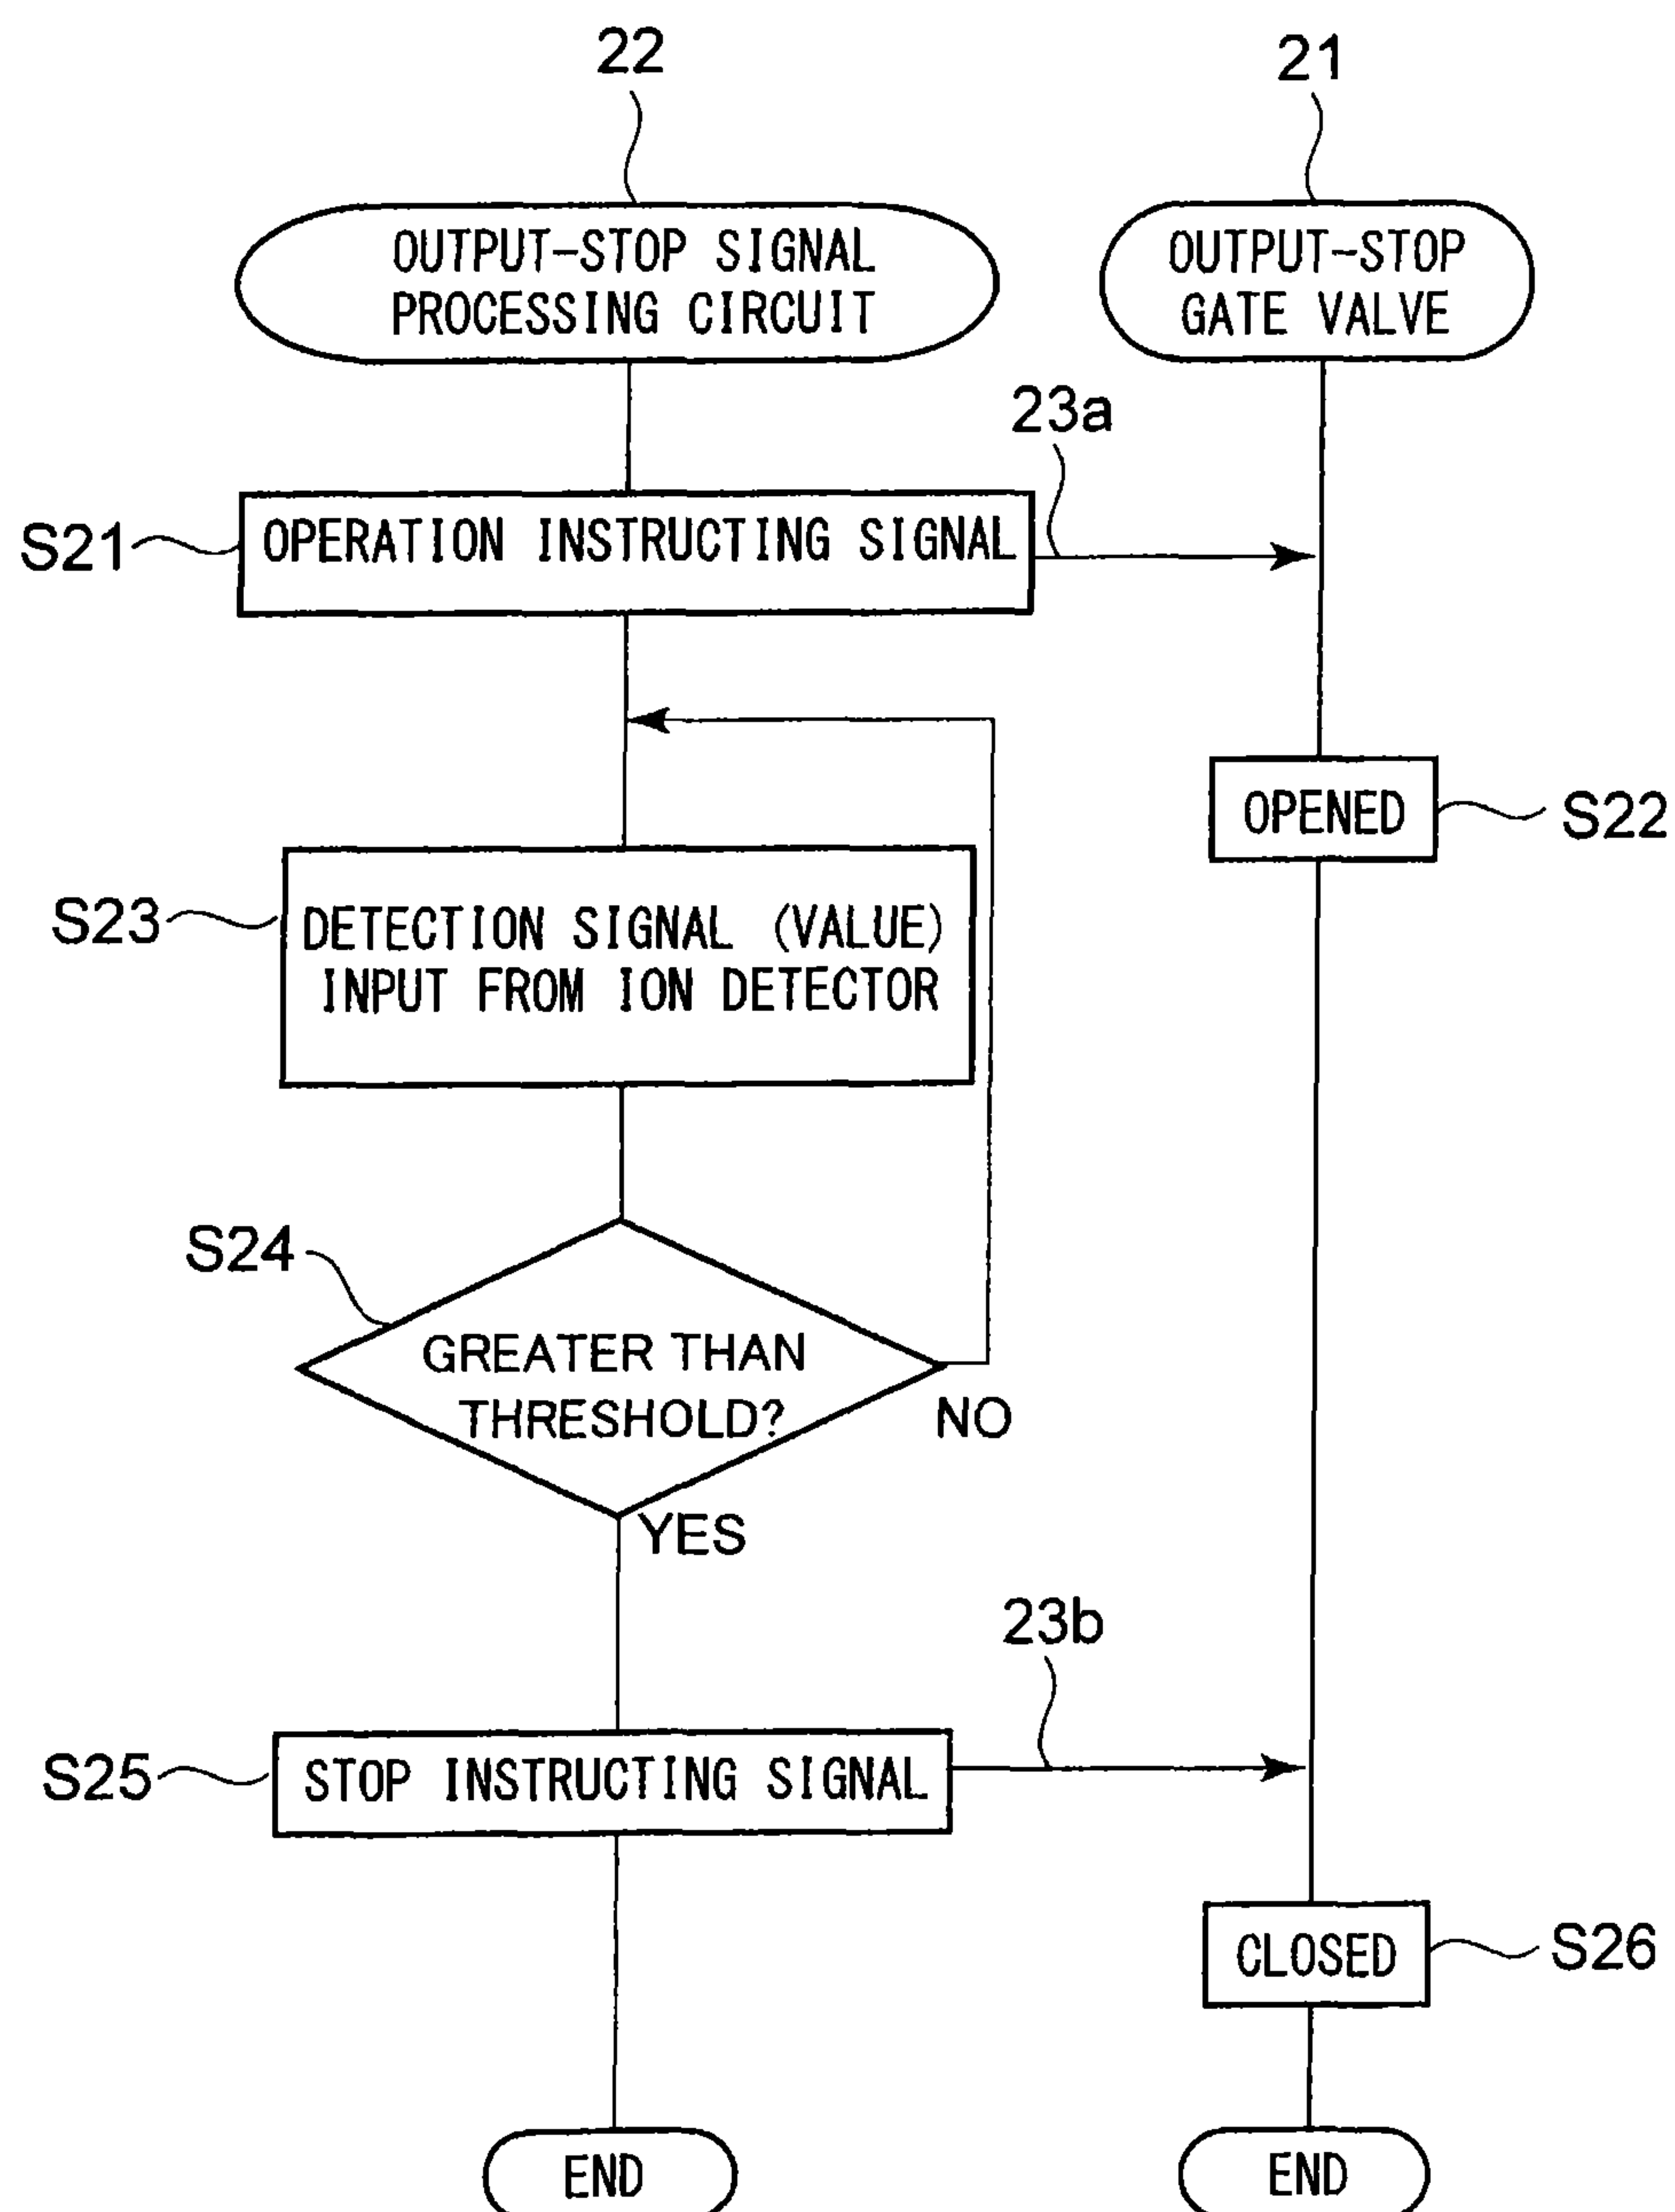 22
21
OUTPUT-STOP SIGNAL
PROCESSING CIRCUIT
OUTPUT-STOP
GATE VALVE
23a
S21
OPERATION INSTRUCTING SIGNAL
OPENED
S22
S23
DETECTION SIGNAL (VALUE)
INPUT FROM ION DETECTOR
S24
GREATER THAN
THRESHOLD?
NO
YES
23b
S25
STOP INSTRUCTING SIGNAL
CLOSED
S26
END
END